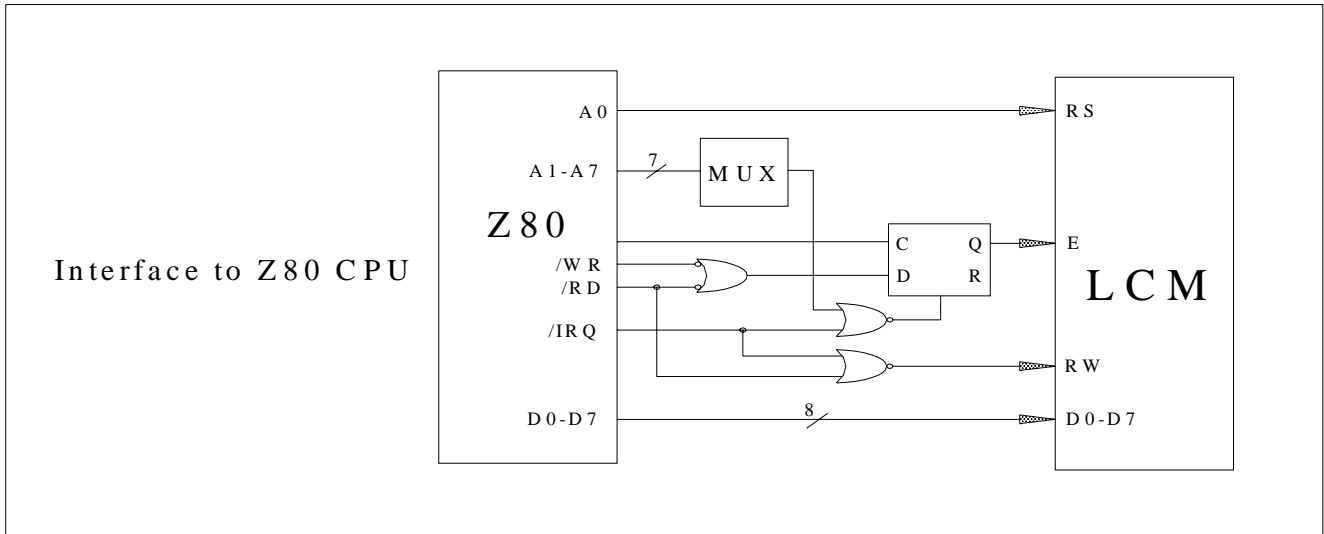 Interface to Z80 CPU
Z80
A0
A1-A7
/WR
/RD
/IRQ
D0-D7
7
MUX
C
Q
D
R
8
LCM
RS
E
RW
D0-D7